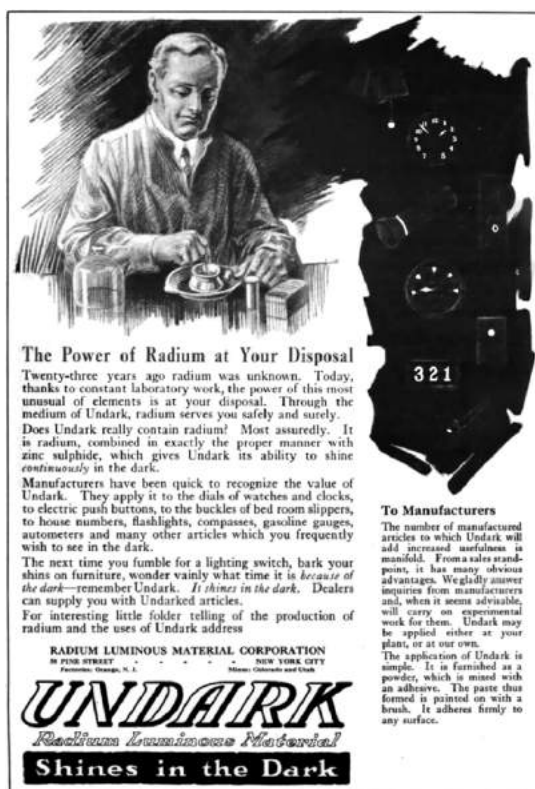 The Power of Radium at Your Disposal
Twenty-three years ago radium was unknown. Today,
thanks to constant laboratory work, the power of this most
unusual of elements is at your disposal. Through the
medium of Undark, radium serves you safely and surely.
Does Undark really contain radium? Most assuredly. It
is radium, combined in exactly the proper manner with
zinc sulphide, which gives Undark its ability to shine
continuously in the dark.
Manufacturers have been quick to recognize the value of
Undark. They apply it to the dials of watches and clocks,
to electric push buttons, to the buckles of bed room slippers,
to house numbers, flashlights, compasses, gasoline gauges,
autometers and many other articles which you frequently
wish to see in the dark.
The next time you fumble for a lighting switch, bark your
shins on furniture, wonder vainly what time it is because of
the dark—remember Undark. It shines in the dark. Dealers
can supply you with Undarked articles.
For interesting little folder telling of the production of
radium and the uses of Undark address
RADIUM LUMINOUS MATERIAL CORPORATION
58 PINE STREET - - - - NEW YORK CITY
Factories: Orange, N. J. Mines: Colorado and Utah
UNDARK
Radium Luminous Material
Shines in the Dark
321
To Manufacturers
The number of manufactured
articles to which Undark will
add increased usefulness is
manifold. From a sales stand-
point, it has many obvious
advantages. We gladly answer
inquiries from manufacturers
and, when it seems advisable,
will carry on experimental
work for them. Undark may
be applied either at your
plant, or at our own.
The application of Undark is
simple. It is furnished as a
powder, which is mixed with
an adhesive. The paste thus
formed is painted on with a
brush. It adheres firmly to
any surface.